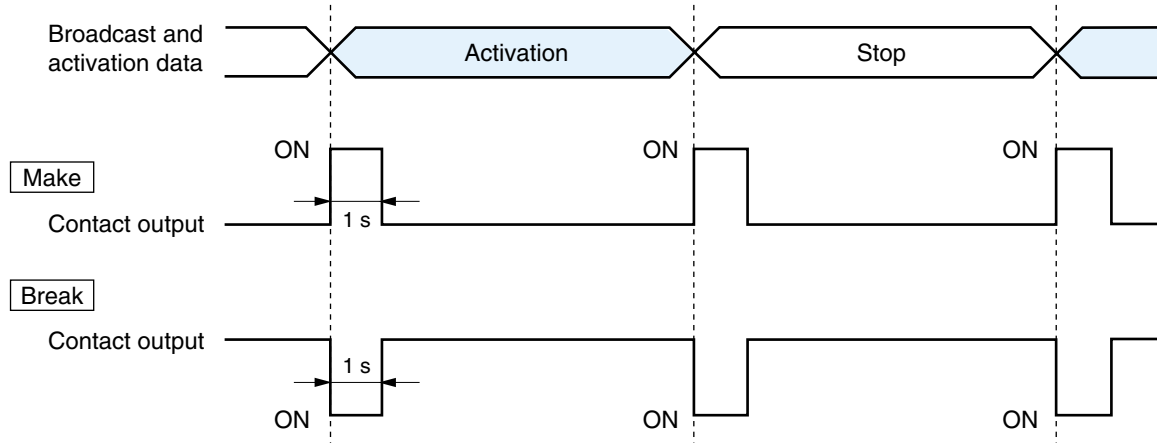 Broadcast and
activation data
Activation
Stop
ON
ON
ON
Make
1 s
Contact output
Break
Contact output
1 s
ON
ON
ON